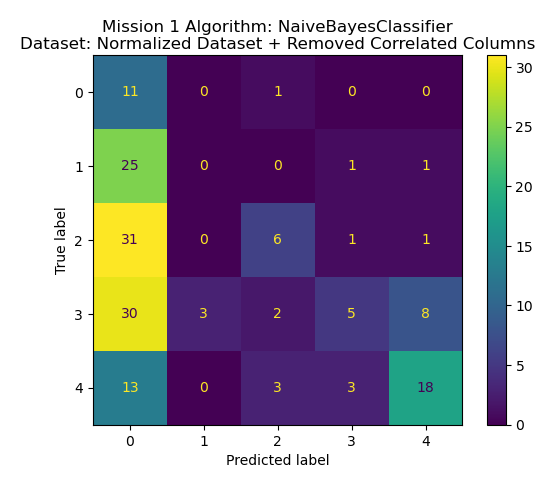 Mission 1 Algorithm: NaiveBayesClassifier
Dataset: Normalized Dataset + Removed Correlated Columns
0 11 0 1 0 0
1 25 0 0 1 1
2 31 0 6 1 1
3 30 3 2 5 8
4 13 0 3 3 18
0 1 2 3 4
True label
Predicted label
30
25
20
15
10
5
0